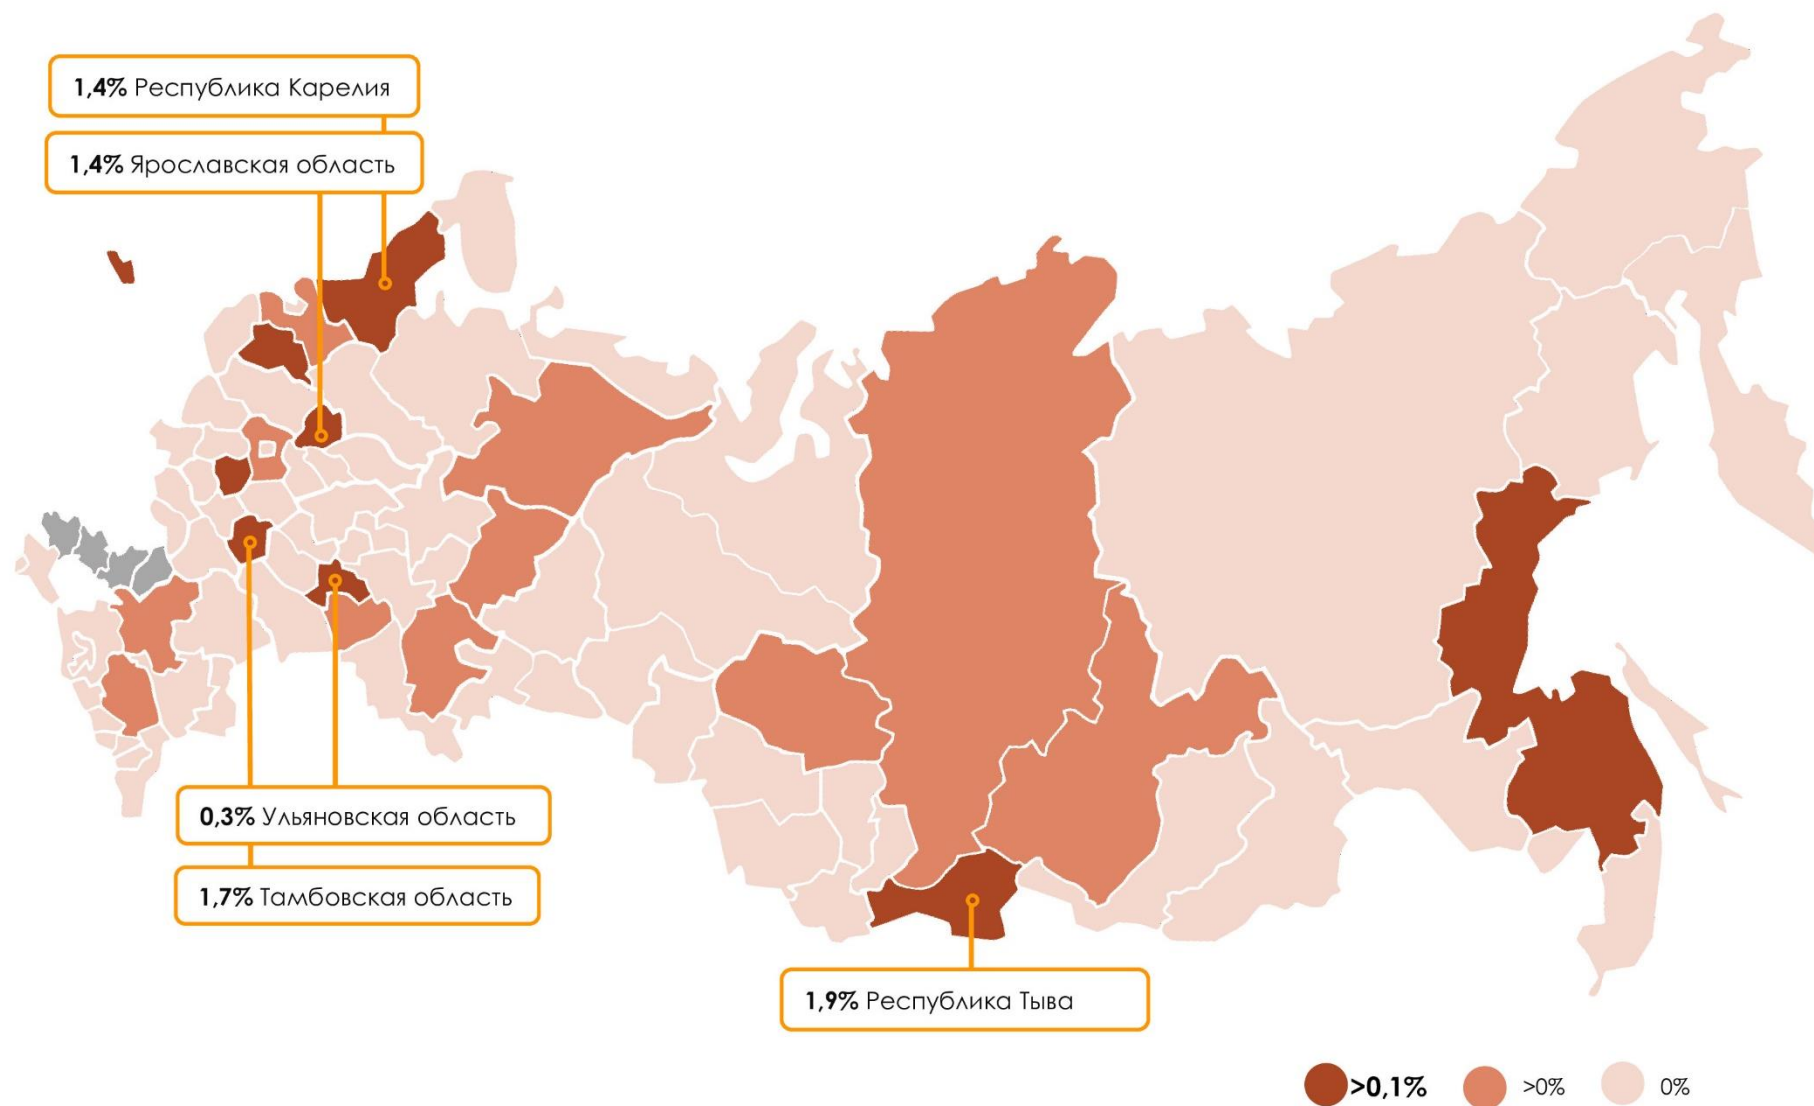 1,4% Республика Карелия
1,4% Ярославская область
0,3% Ульяновская область
1,7% Тамбовская область
1,9% Республика Тыва
>0,1% >0% 0%